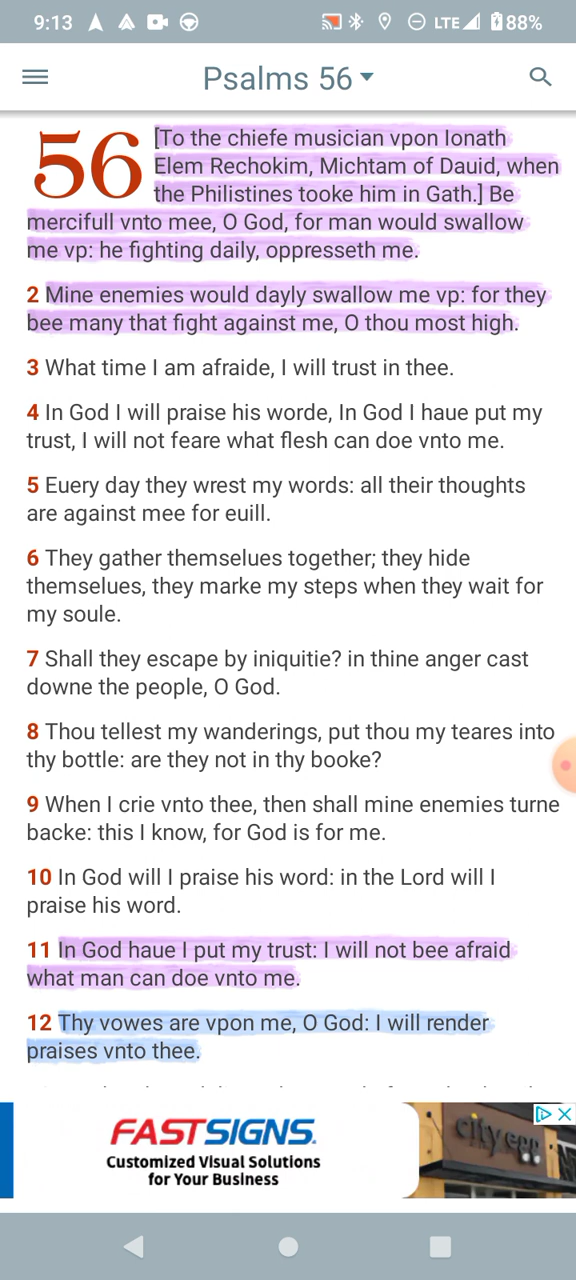 9:13 LTE 88%
Psalms 56
56 [To the chiefe musician vpon Ionath
Elem Rechokim, Michtam of Dauid, when
the Philistines tooke him in Gath.] Be
mercifull vnto mee, O God, for man would swallow
me vp: he fighting daily, oppresseth me.
2 Mine enemies would dayly swallow me vp: for they
bee many that fight against me, O thou most high.
3 What time I am afraide, I will trust in thee.
4 In God I will praise his worde, In God I haue put my
trust, I will not feare what flesh can doe vnto me.
5 Euery day they wrest my words: all their thoughts
are against mee for euill.
6 They gather themselues together; they hide
themselues, they marke my steps when they wait for
my soule.
7 Shall they escape by iniquitie? in thine anger cast
downe the people, O God.
8 Thou tellest my wanderings, put thou my teares into
thy bottle: are they not in thy booke?
9 When I crie vnto thee, then shall mine enemies turne
backe: this I know, for God is for me.
10 In God will I praise his word: in the Lord will I
praise his word.
11 In God haue I put my trust: I will not bee afraid
what man can doe vnto me.
12 Thy vowes are vpon me, O God: I will render
praises vnto thee.
FASTSIGNS.
Customized Visual Solutions
for Your Business
city egg